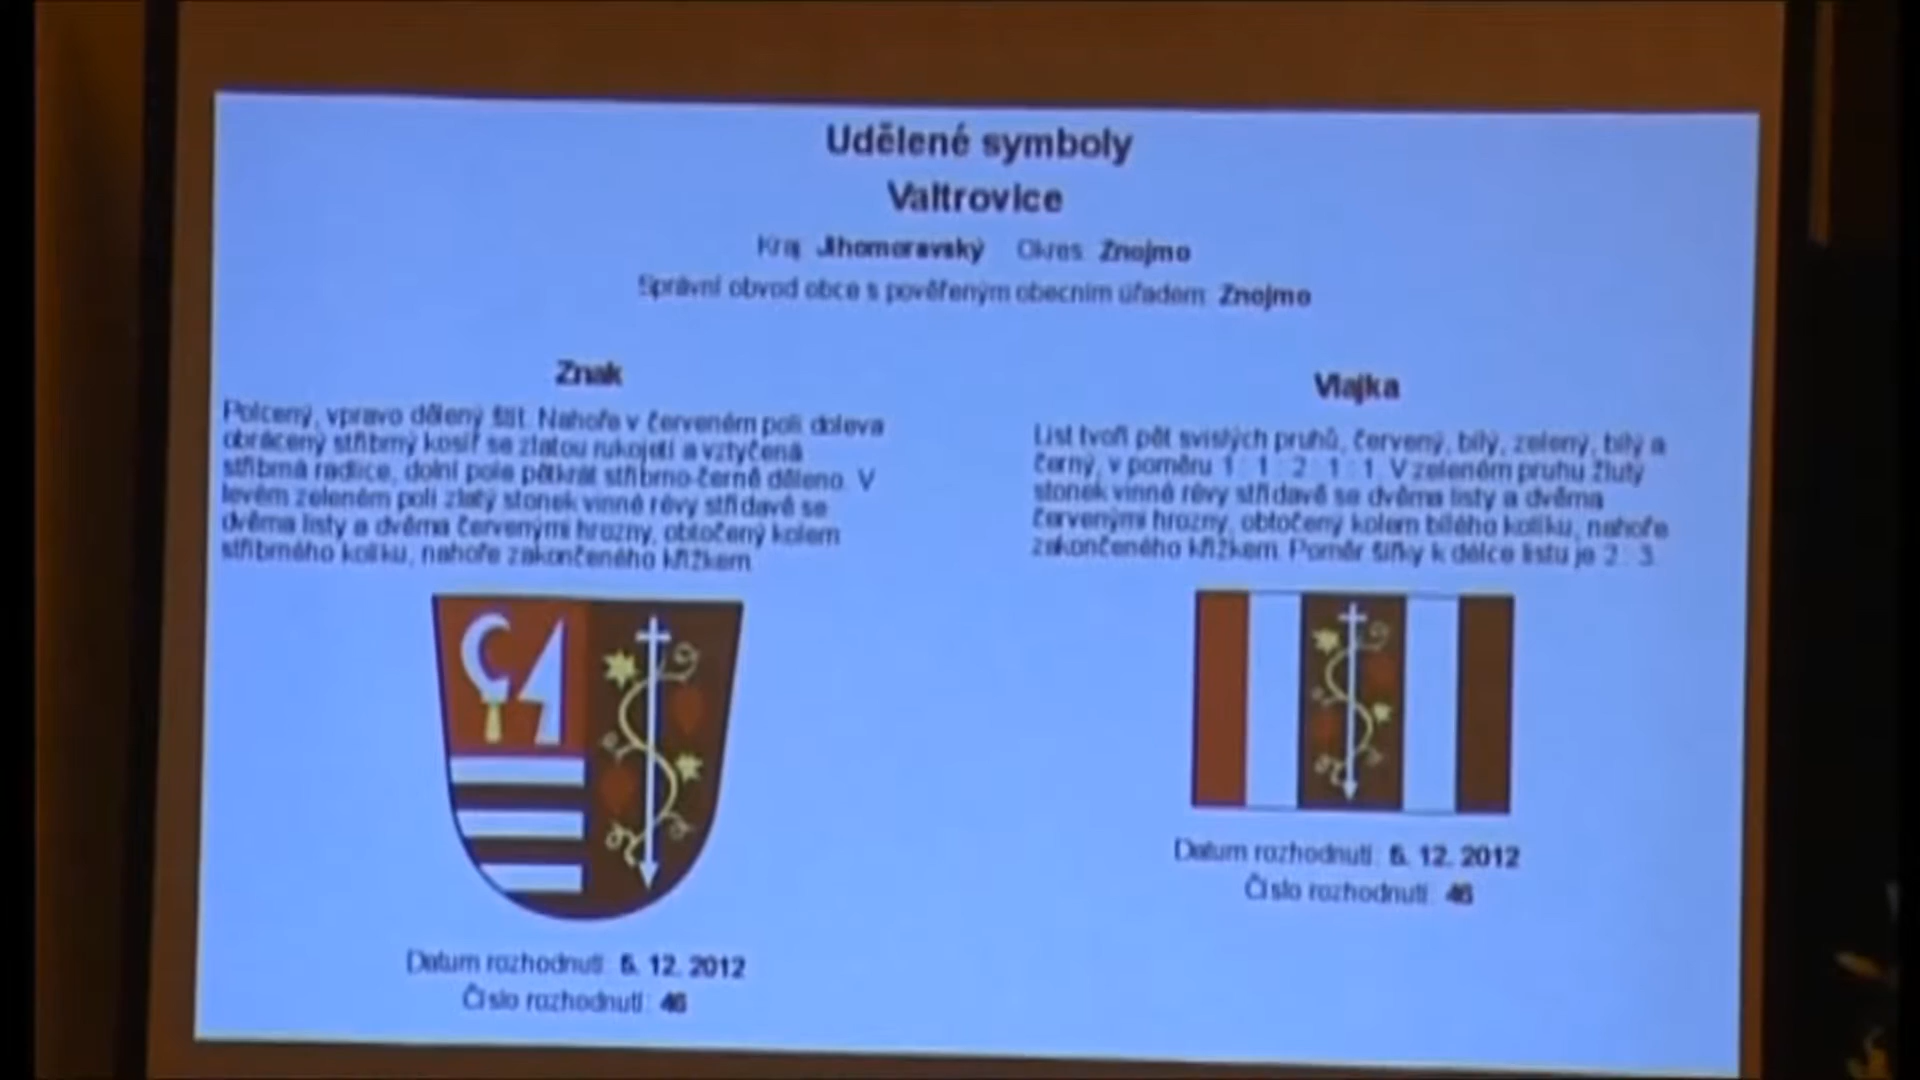 Udělené symboly
Valtrovice
Kraj Jihomoravský Okres Znojmo
Správní obvod obce s pověřeným obecním úřadem: Znojmo
Znak
Polcený, vpravo dělený štít. Nahoře v červeném poli doleva
obrácený stříbrný kosíř se zlatou rukojetí a vztyčená
stříbrná radlice, dolní pole pětkrát stříbrno-černě děleno. V
levém zeleném poli zlatý stonek vinné révy střídavě se
dvěma listy a dvěma červenými hrozny, obtočený kolem
stříbrného kolíku, nahoře zakončeného křížkem.
Datum rozhodnutí: 12. 2012
Číslo rozhodnutí: 46
Vlajka
List tvoří pět svislých pruhů, červený, bílý, zelený, bílý a
černý, v poměru 1 : 1 : 2 : 1 : 1. V zeleném pruhu žlutý
stonek vinné révy střídavě se dvěma listy a dvěma
červenými hrozny, obtočený kolem bílého kolíku, nahoře
zakončeného křížkem. Poměr šířky k délce listu je 2 : 3.
Datum rozhodnutí: 12. 2012
Číslo rozhodnutí: 46